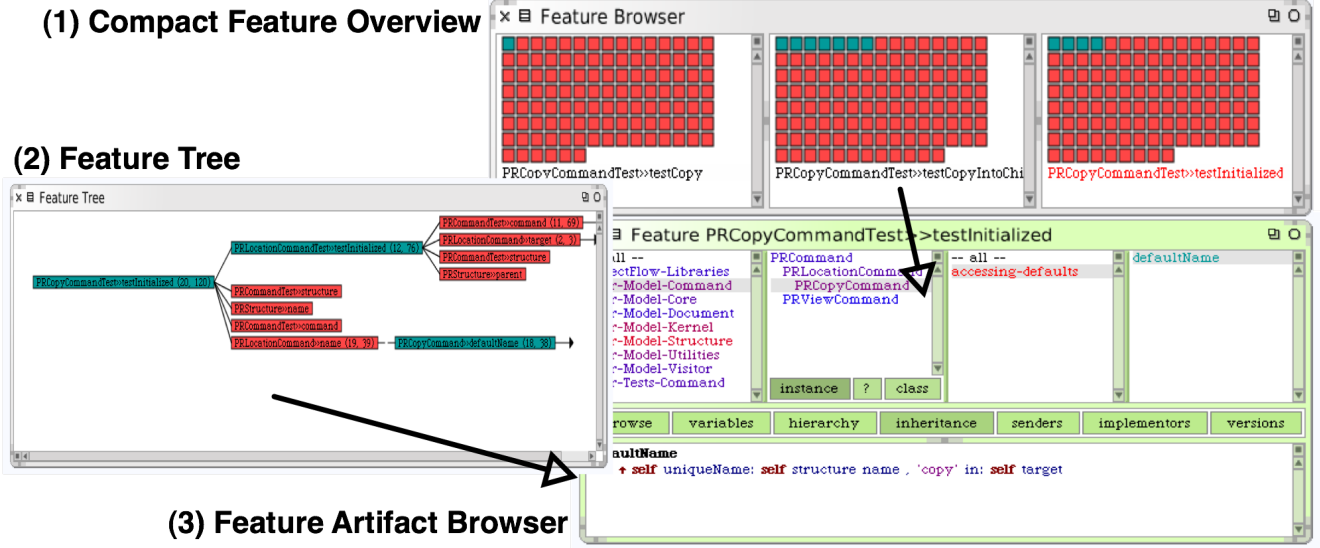 (1) Compact Feature Overview
Feature Browser
PRCopyCommandTest»testCopy
PRCopyCommandTest»testCopyIntoChi
PRCopyCommandTest»testInitialized
(2) Feature Tree
Feature Tree
PRCommandTest»command (11, 69)
PRLocationCommandTest»testInitialized (12, 76)
PRLocationCommand»target (2, 3)
PRCommandTest»structure
PRStructure»parent
PRCopyCommandTest»testInitialized (20, 120)
PRCommandTest»structure
PRStructure»name
PRCommandTest»command
PRLocationCommand»name (19, 39)
PRCopyCommand»defaultName (18, 38)
Feature PRCopyCommandTest>>testInitialized
all --
ectFlow-Libraries
r-Model-Command
r-Model-Core
r-Model-Document
r-Model-Kernel
r-Model-Structure
r-Model-Utilities
r-Model-Visitor
r-Tests-Command
PRCommand
PRLocationCommand
PRCopyCommand
PRViewCommand
instance ? class
-- all --
accessing-defaults
defaultName
rowse variables hierarchy inheritance senders implementors versions
aultName
↑ self uniqueName: self structure name , 'copy' in: self target
(3) Feature Artifact Browser